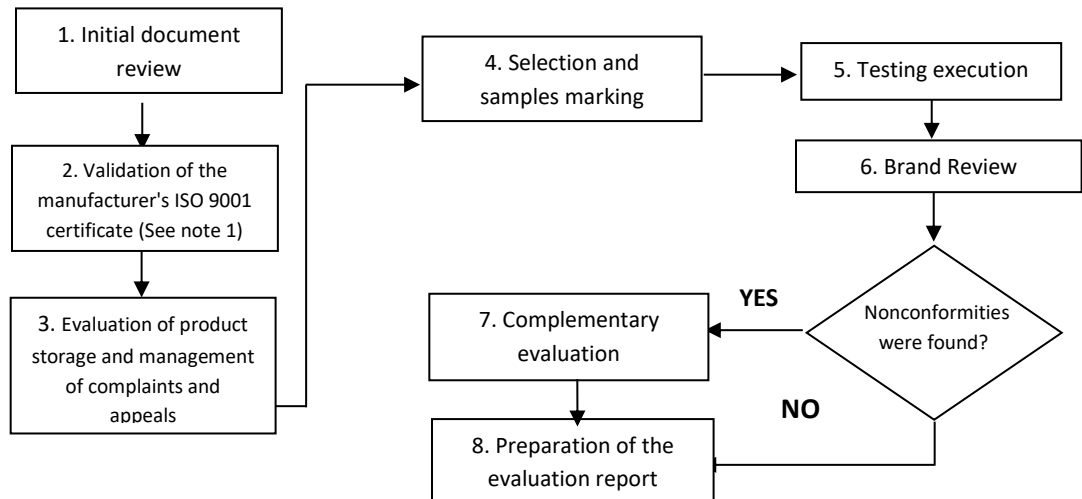 1. Initial document
review
2. Validation of the
manufacturer's ISO 9001
certificate (See note 1)
3. Evaluation of product
storage and management
of complaints and
appeals
4. Selection and
samples marking
5. Testing execution
6. Brand Review
Nonconformities
were found?
YES
7. Complementary
evaluation
NO
8. Preparation of the
evaluation report